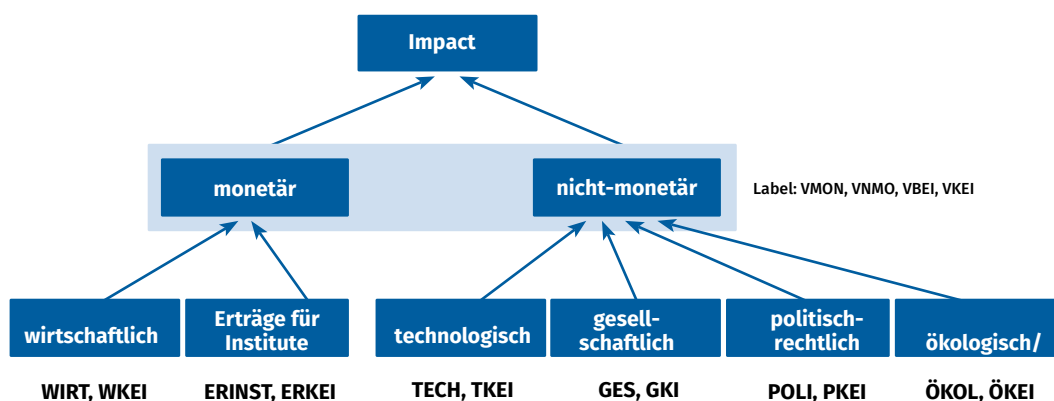 Impact
monetär
nicht-monetär
Label: VMON, VNMO, VBEI, VKEI
wirtschaftlich
Erträge für
Institute
technologisch
gesell-
schaftlich
politisch-
rechtlich
ökologisch/
WIRT, WKEI
ERINST, ERKEI
TECH, TKEI
GES, GKI
POLI, PKEI
ÖKOL, ÖKEI